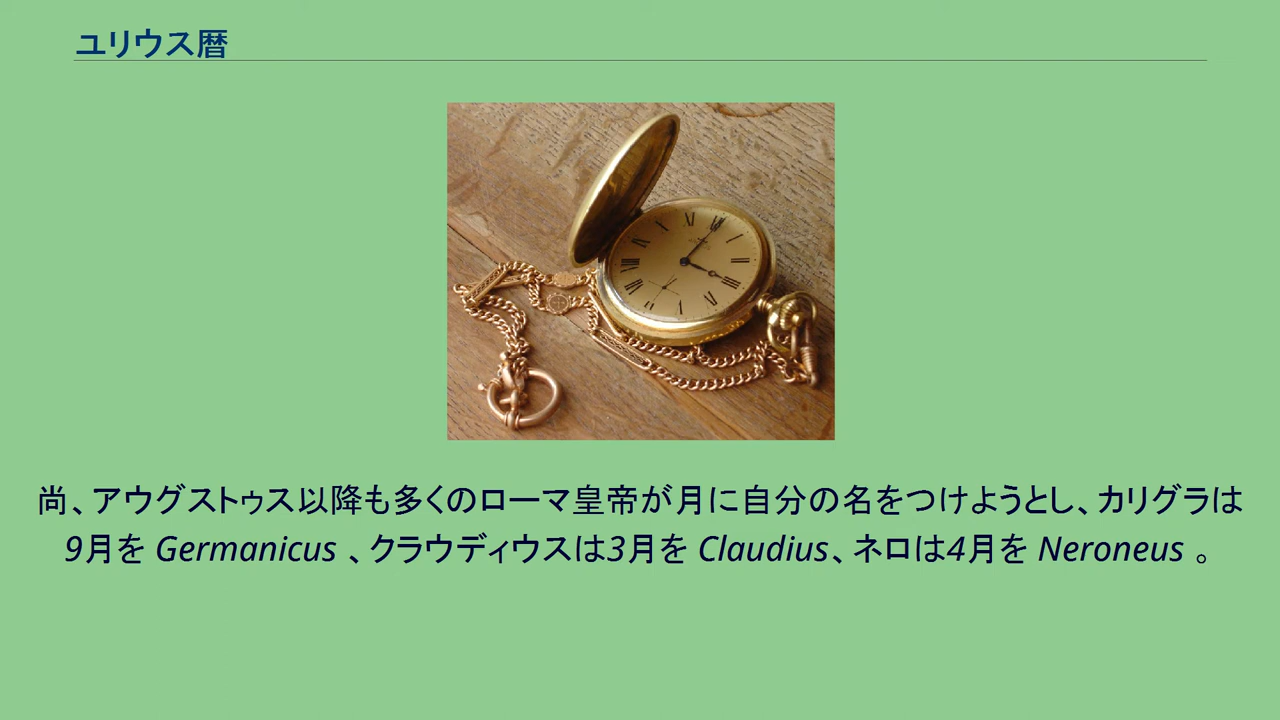 ユリウス暦
尚、アウグストゥス以降も多くのローマ皇帝が月に自分の名をつけようとし、カリグラは
9月を Germanicus 、クラウディウスは3月を Claudius、ネロは4月を Neroneus 。